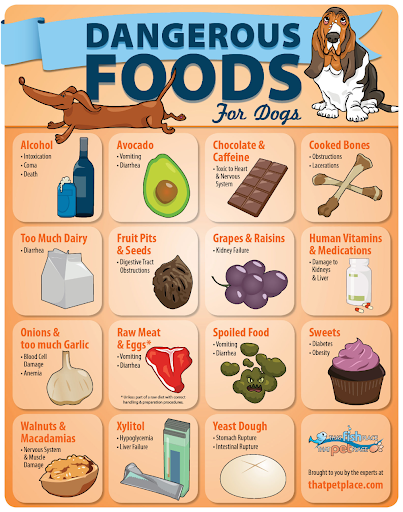 DANGEROUS
FOODS
For Dogs
Alcohol
• Intoxication
• Coma
• Death
Avocado
• Vomiting
• Diarrhea
Chocolate &
Caffeine
• Toxic to Heart
& Nervous
System
Cooked Bones
• Obstructions
• Lacerations
Too Much Dairy
• Diarrhea
Fruit Pits
& Seeds
• Digestive Tract
Obstructions
Grapes & Raisins
• Kidney Failure
Human Vitamins
& Medications
• Damage to
Kidneys
& Liver
Onions &
too much Garlic
• Blood Cell
Damage
• Anemia
Raw Meat
& Eggs*
• Vomiting
• Diarrhea
* Unless part of a raw diet with correct
handling & preparation procedures.
Spoiled Food
• Vomiting
• Diarrhea
Sweets
• Diabetes
• Obesity
Walnuts &
Macadamias
• Nervous System
& Muscle
Damage
Xylitol
• Hypoglycemia
• Liver Failure
Yeast Dough
• Stomach Rupture
• Intestinal Rupture
that fish place
that pet place
Brought to you by the experts at
thatpetplace.com